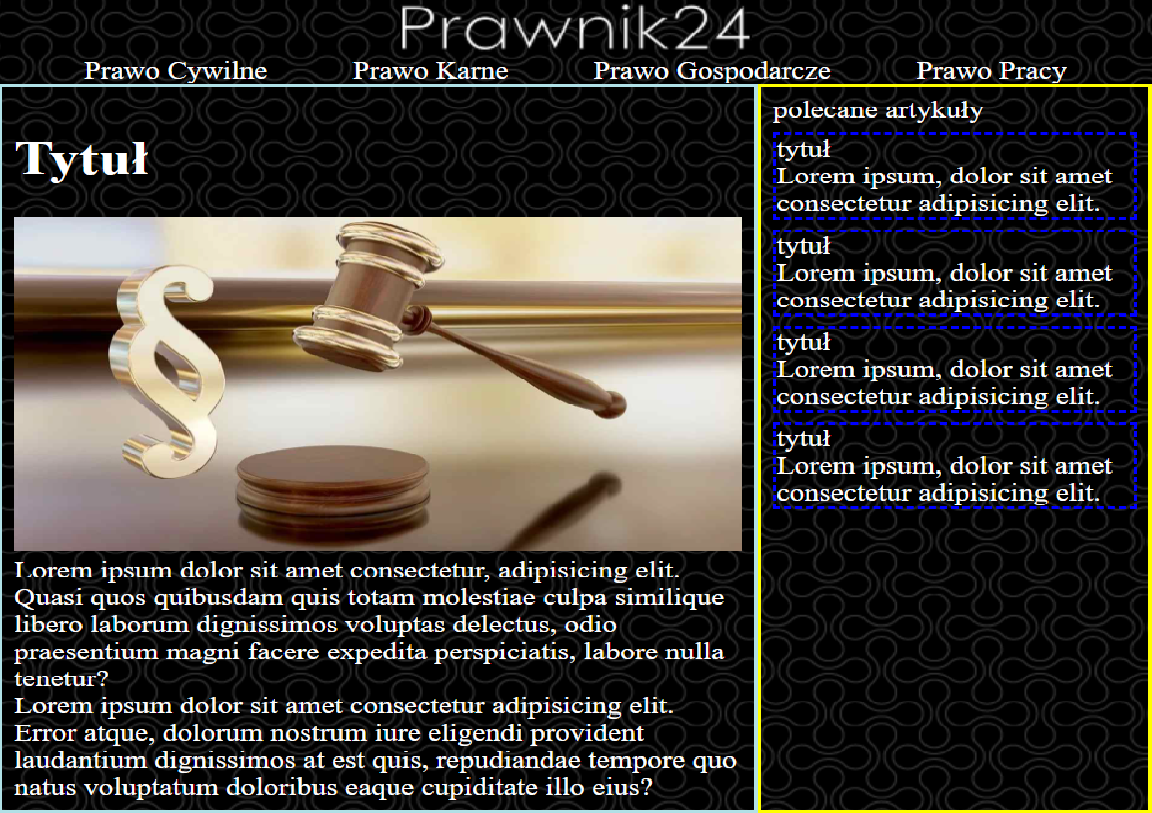 Prawnik24
Prawo Cywilne Prawo Karne Prawo Gospodarcze Prawo Pracy
Tytuł
Lorem ipsum dolor sit amet consectetur, adipisicing elit.
Quasi quos quibusdam quis totam molestiae culpa similique
libero laborum dignissimos voluptas delectus, odio
praesentium magni facere expedita perspiciatis, labore nulla
tenetur?
Lorem ipsum dolor sit amet consectetur adipisicing elit.
Error atque, dolorum nostrum iure eligendi provident
laudantium dignissimos at est quis, repudiandae tempore quo
natus voluptatum doloribus eaque cupiditate illo eius?
polecane artykuły
tytuł
Lorem ipsum, dolor sit amet
consectetur adipisicing elit.
tytuł
Lorem ipsum, dolor sit amet
consectetur adipisicing elit.
tytuł
Lorem ipsum, dolor sit amet
consectetur adipisicing elit.
tytuł
Lorem ipsum, dolor sit amet
consectetur adipisicing elit.